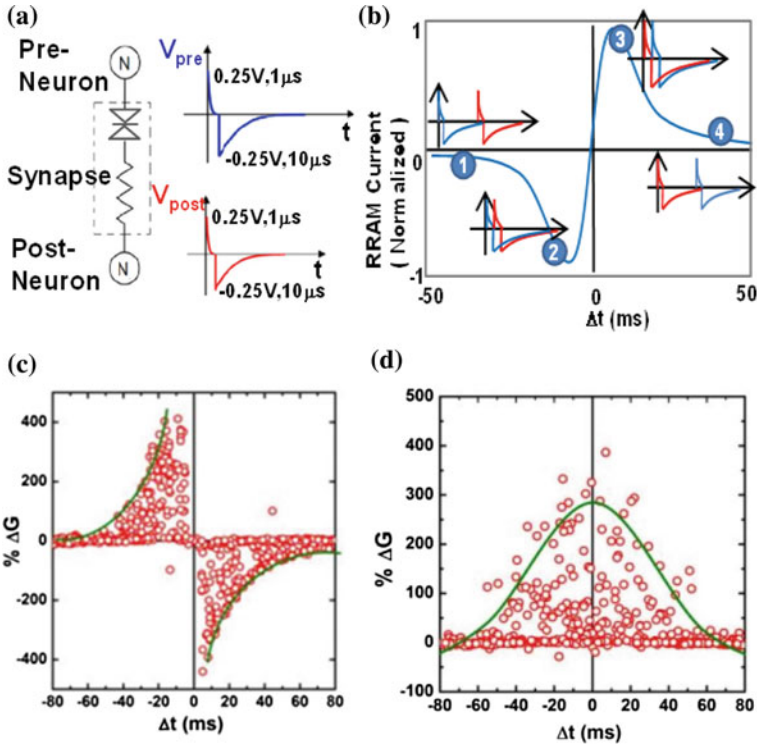 (a)
Pre-
Neuron
N
Synapse
Post-
Neuron
N
Vpre
0.25V,1μs
t
-0.25V,10μs
Vpost
0.25V,1μs
t
-0.25V,10μs
(b)
RRAM Current
( Normalized )
1
0
-1
-50
0
50
Δt (ms)
1
2
3
4
(c)
% ΔG
400
200
0
-200
-400
-80 -60 -40 -20 0 20 40 60 80
Δt (ms)
(d)
% ΔG
500
400
300
200
100
0
-100
-80 -60 -40 -20 0 20 40 60 80
Δt (ms)